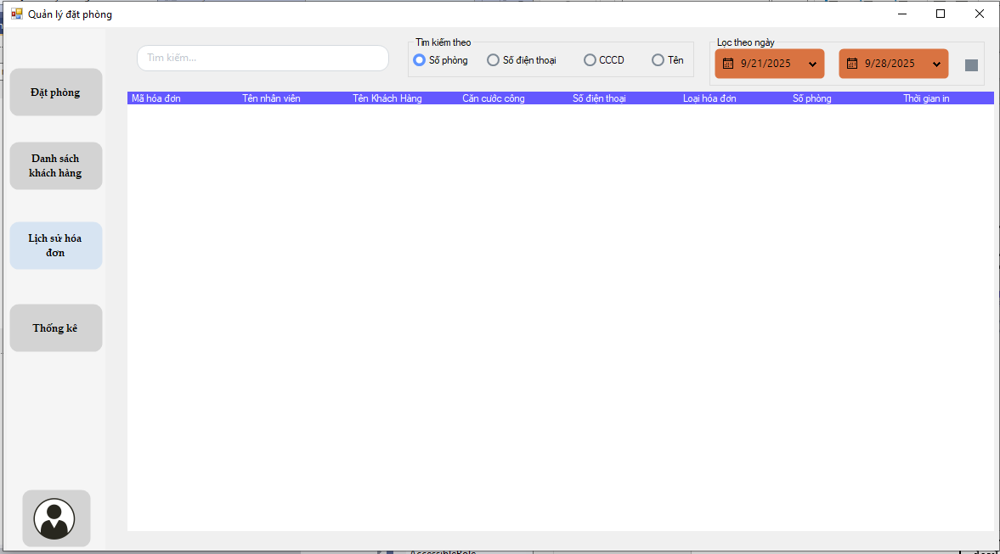 Quản lý đặt phòng
Tìm kiếm...
Tìm kiếm theo
Số phòng
Số điện thoại
CCCD
Tên
Lọc theo ngày
9/21/2025
9/28/2025
Đặt phòng
Danh sách
khách hàng
Lịch sử hóa
đơn
Thống kê
Mã hóa đơn
Tên nhân viên
Tên Khách Hàng
Căn cước công
Số điện thoại
Loại hóa đơn
Số phòng
Thời gian in
AccessibleRole